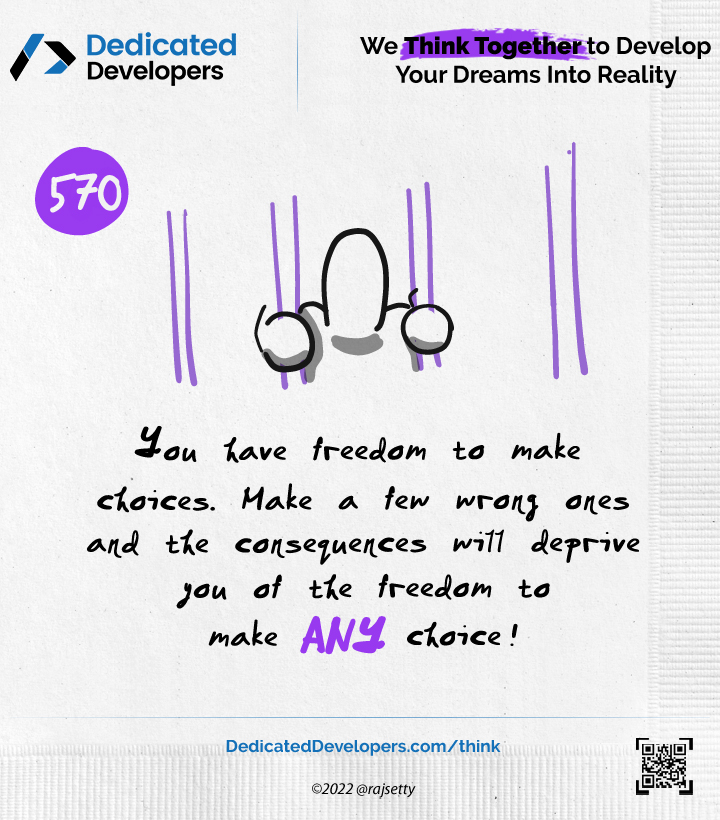 Dedicated
Developers
We Think Together to Develop
Your Dreams Into Reality
570
You have freedom to make
choices. Make a few wrong ones
and the consequences will deprive
you of the freedom to
make ANY choice!
DedicatedDevelopers.com/think
©2022 @rajsetty